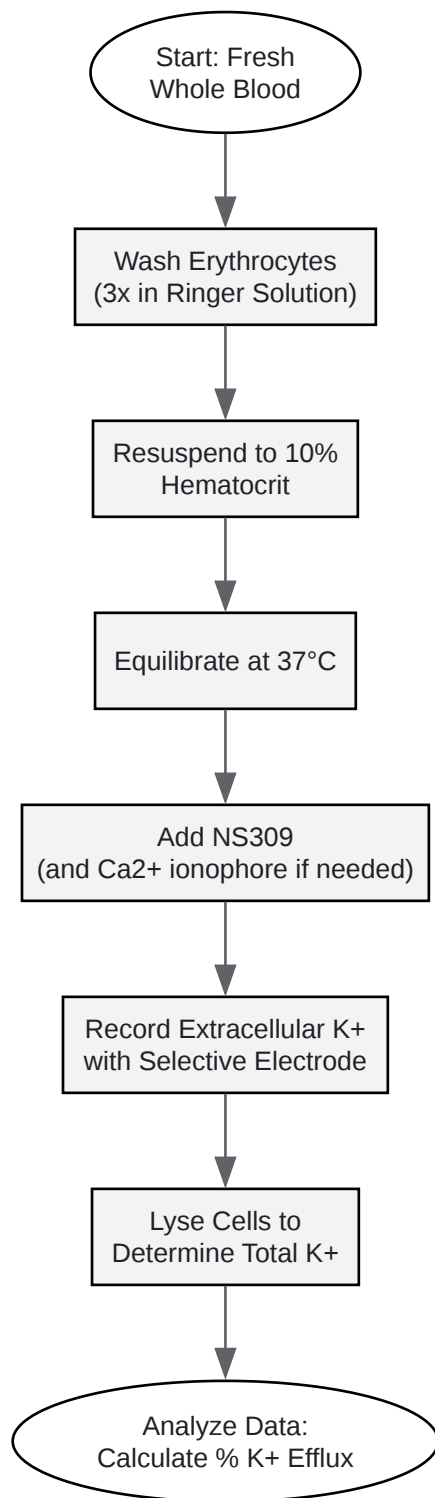 Start: Fresh
Whole Blood
Wash Erythrocytes
(3x in Ringer Solution)
Resuspend to 10%
Hematocrit
Equilibrate at 37°C
Add NS309
(and Ca2+ ionophore if needed)
Record Extracellular K+
with Selective Electrode
Lyse Cells to
Determine Total K+
Analyze Data:
Calculate % K+ Efflux